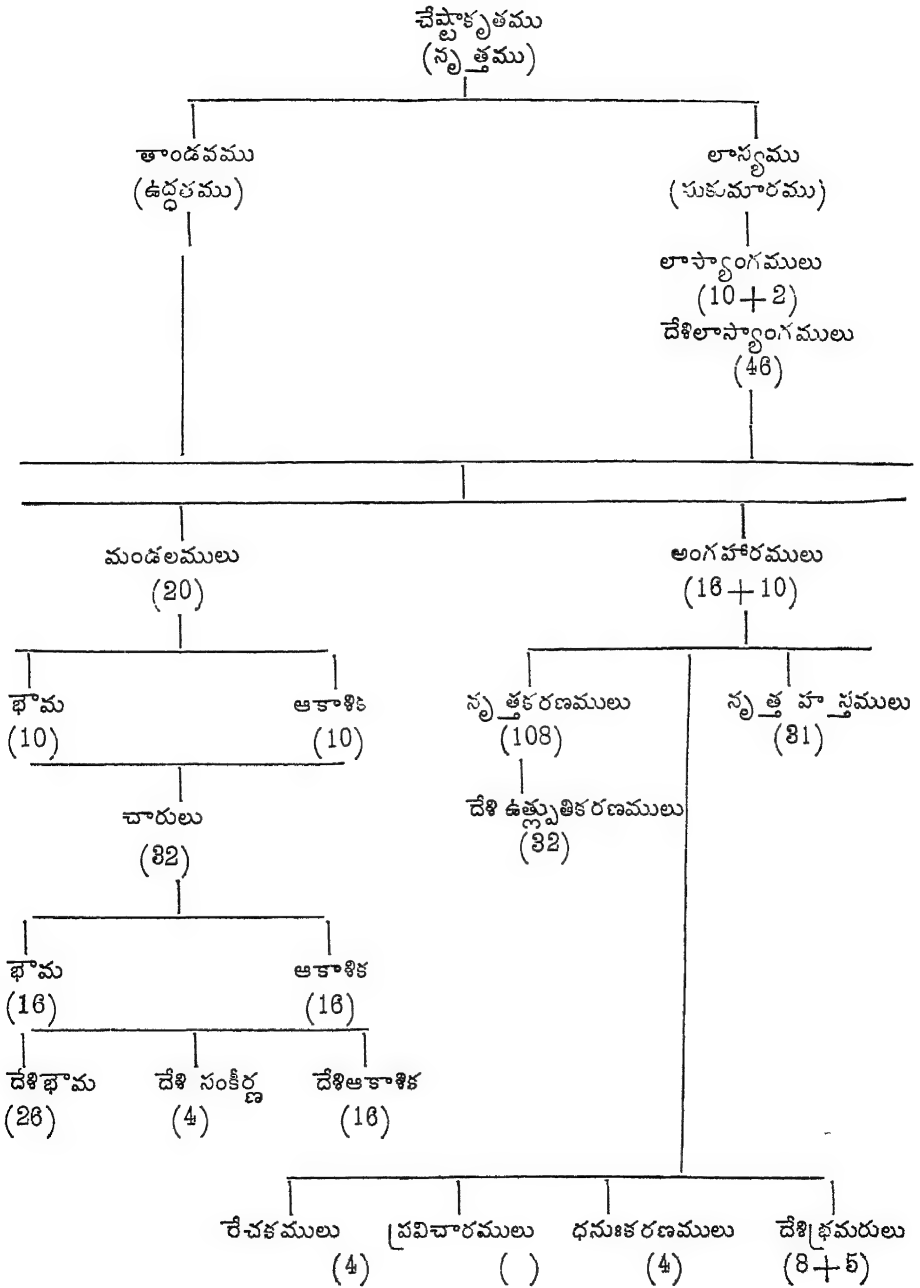 చేష్టాకృతము
(నృత్తము)
తాండవము
(ఉద్ధతము)
లాస్యము
(సుకుమారము)
లాస్యాంగములు
(10+2)
దేశిలాస్యాంగములు
(46)
మండలములు
(20)
అంగహారములు
(16+10)
భౌమ
(10)
ఆకాశిక
(10)
నృత్తకరణములు
(108)
నృత్త హస్తములు
(31)
చారులు
(32)
దేశి ఉత్ప్లుతికరణములు
(32)
భౌమ
(16)
ఆకాశిక
(16)
దేశిభౌమ
(26)
దేశి సంకీర్ణ
(4)
దేశిఆకాశిక
(16)
రేచకములు
(4)
ప్రవిచారములు
( )
ధనుఃకరణములు
(4)
దేశిభ్రమరులు
(8+5)